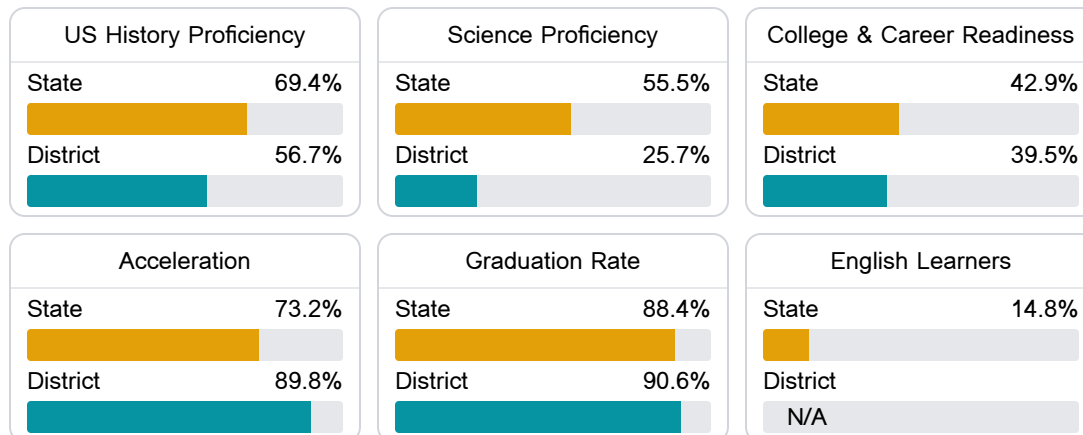 US History Proficiency
State 69.4%
District 56.7%
Science Proficiency
State 55.5%
District 25.7%
College & Career Readiness
State 42.9%
District 39.5%
Acceleration
State 73.2%
District 89.8%
Graduation Rate
State 88.4%
District 90.6%
English Learners
State 14.8%
District
N/A